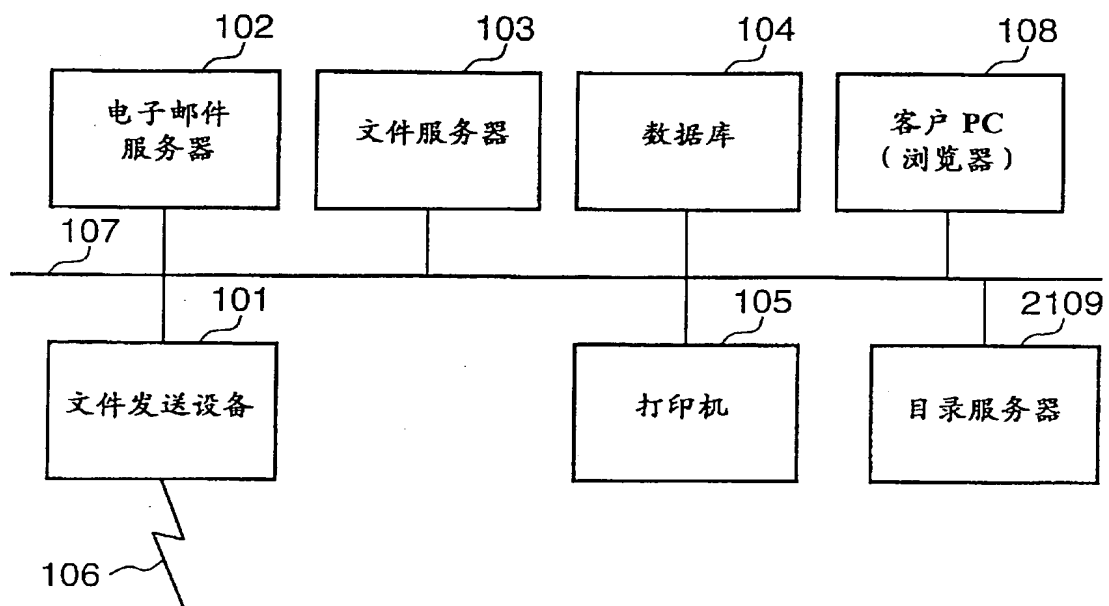 102
103
104
108
电子邮件
服务器
文件服务器
数据库
客户 PC
（浏览器）
107
101
105
2109
文件发送设备
打印机
目录服务器
106